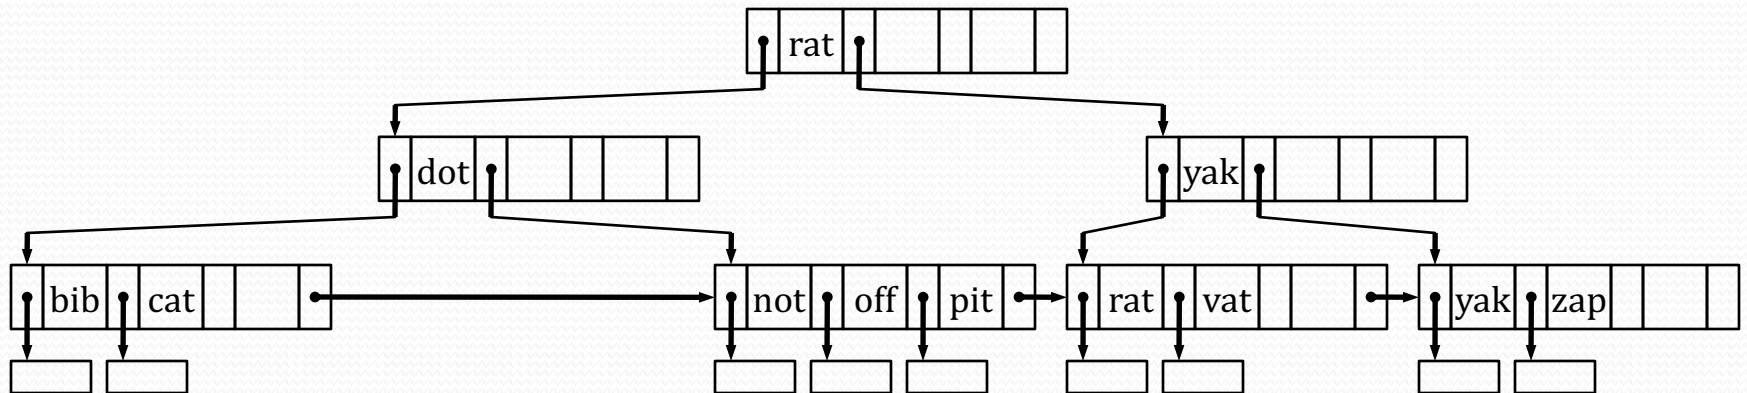 rat
dot yak
bib cat not off pit rat vat yak zap